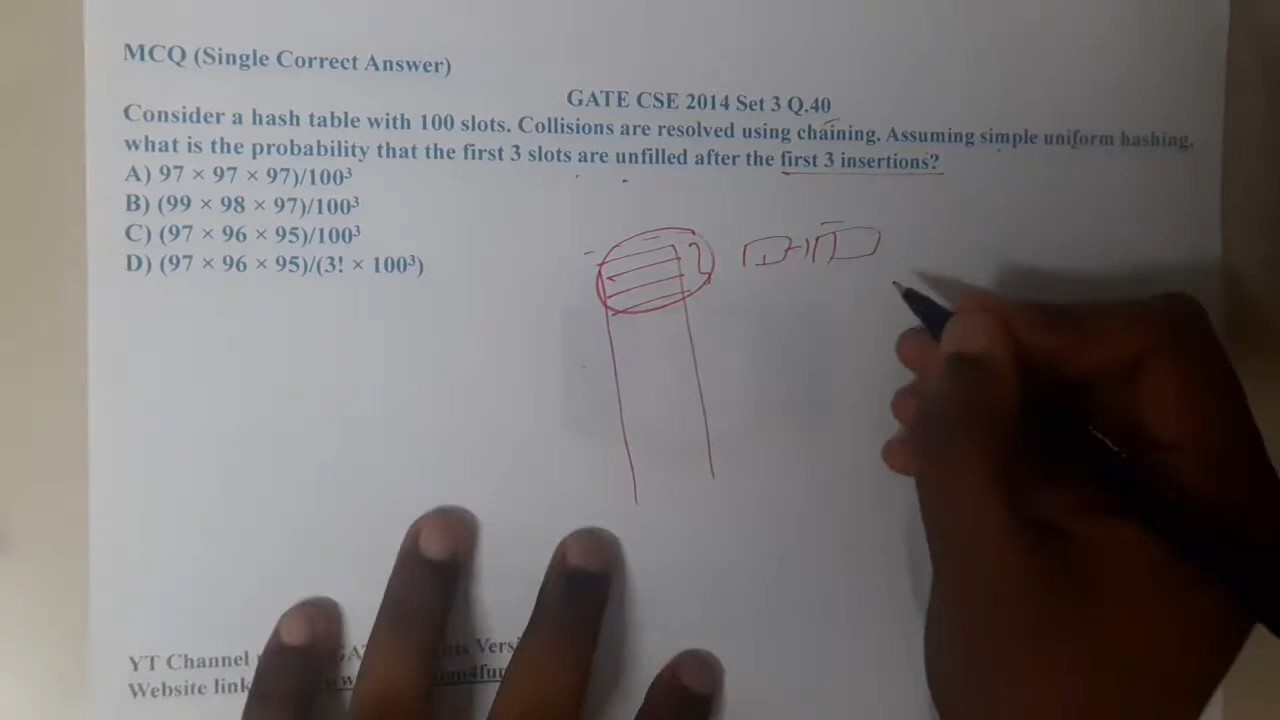 MCQ (Single Correct Answer)
GATE CSE 2014 Set 3 Q.40
Consider a hash table with 100 slots. Collisions are resolved using chaining. Assuming simple uniform hashing,
what is the probability that the first 3 slots are unfilled after the first 3 insertions?
A) 97 × 97 × 97)/100³
B) (99 × 98 × 97)/100³
C) (97 × 96 × 95)/100³
D) (97 × 96 × 95)/(3! × 100³)
YT Channel
Website link